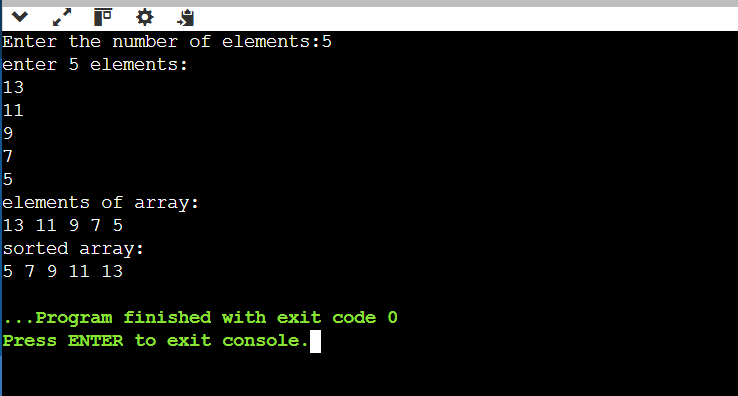 Enter the number of elements:5
enter 5 elements:
13
11
9
7
5
elements of array:
13 11 9 7 5
sorted array:
5 7 9 11 13
...Program finished with exit code 0
Press ENTER to exit console.